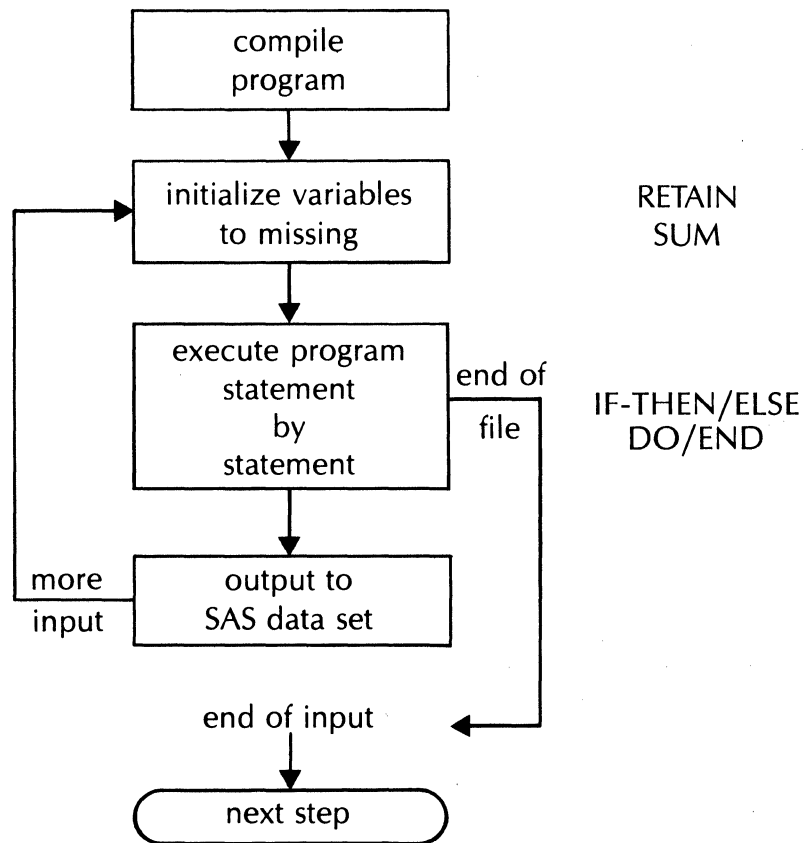 compile
program
initialize variables
to missing
RETAIN
SUM
execute program
statement
by
statement
end of
file
IF-THEN/ELSE
DO/END
more
input
output to
SAS data set
end of input
next step